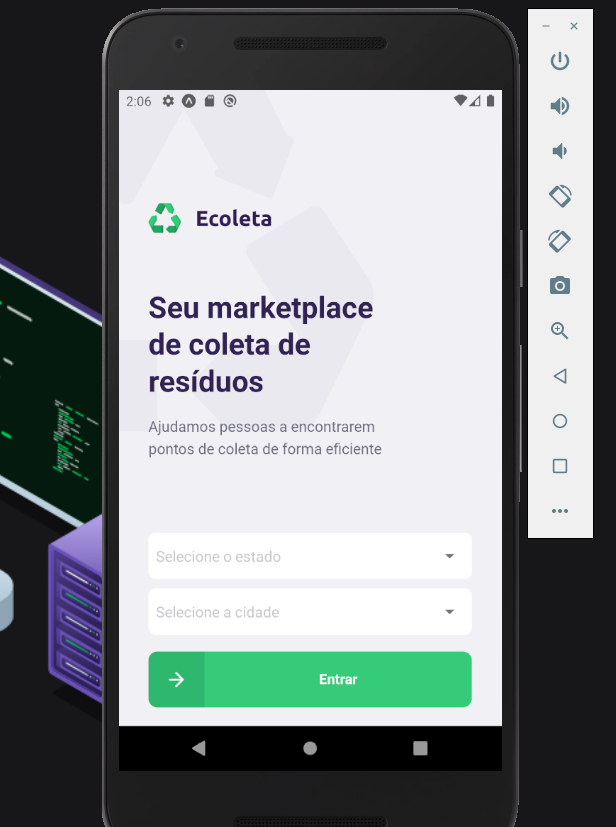 2:06
Ecoleta
Seu marketplace
de coleta de
resíduos
Ajudamos pessoas a encontrarem
pontos de coleta de forma eficiente
Selecione o estado
Selecione a cidade
Entrar